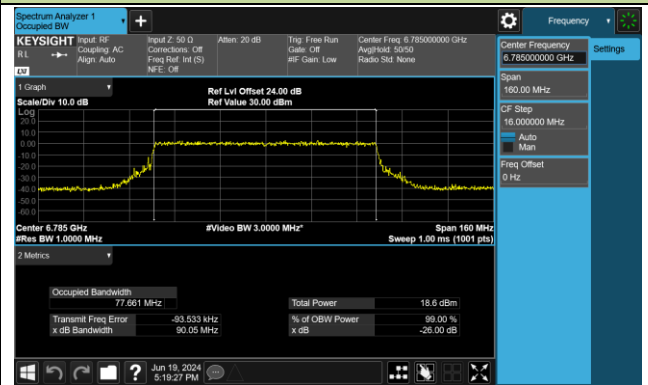 Spectrum Analyzer 1
Occupied BW
Frequency
KEYSIGHT
RL
Input: RF
Coupling: AC
Align: Auto
Input Z: 50 Ω
Corrections: Off
Freq Ref: Int (S)
NFE: Off
Atten: 20 dB
Trig: Free Run
Gate: Off
#IF Gain: Low
Center Freq: 6.785000000 GHz
Avg|Hold: 50/50
Radio Std: None
LXI
1 Graph
Scale/Div 10.0 dB
Ref Lvl Offset 24.00 dB
Ref Value 30.00 dBm
Log
20.0
10.0
0.00
-10.0
-20.0
-30.0
-40.0
-50.0
-60.0
Center 6.785 GHz
#Res BW 1.0000 MHz
#Video BW 3.0000 MHz*
Span 160 MHz
Sweep 1.00 ms (1001 pts)
2 Metrics
Occupied Bandwidth
77.661 MHz
Total Power 18.6 dBm
Transmit Freq Error -93.533 kHz
% of OBW Power 99.00 %
x dB Bandwidth 90.05 MHz
x dB -26.00 dB
Center Frequency
6.785000000 GHz
Settings
Span
160.00 MHz
CF Step
16.000000 MHz
Auto
Man
Freq Offset
0 Hz
?
Jun 19, 2024
5:19:27 PM